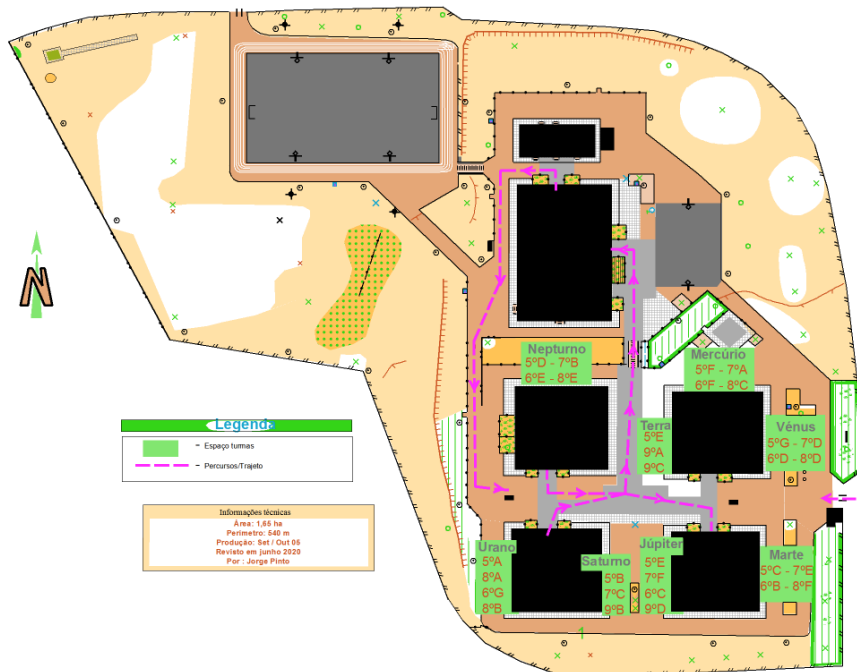 N
Nepturno
5ºD - 7ºB
6ºE - 8ºE
Mercúrio
5ºF - 7ºA
6ºF - 8ºC
Terra
5ºE
9ºA
9ºC
Vénus
5ºG - 7ºD
6ºD - 8ºD
Legenda
- Espaço turmas
- Percursos/Trajeto
Informações técnicas
Área: 1,65 ha
Perímetro: 540 m
Produção: Set / Out 05
Revisto em junho 2020
Por : Jorge Pinto
Urano
5ºA
8ºA
6ºG
8ºB
Saturno
5ºB
7ºC
9ºB
Júpiter
5ºE
7ºF
6ºC
9ºD
Marte
5ºC - 7ºE
6ºB - 8ºF